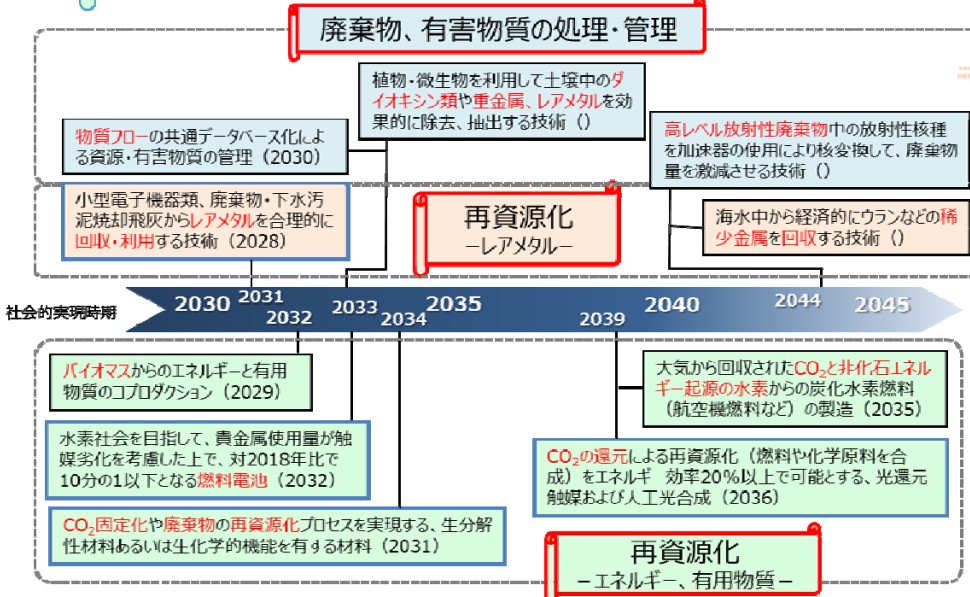 廃棄物、有害物質の処理・管理
植物・微生物を利用して土壌中のダ
イオキシン類や重金属、レアメタルを効
果的に除去、抽出する技術（）
物質フローの共通データベース化によ
る資源・有害物質の管理（2030）
高レベル放射性廃棄物中の放射性核種
を加速器の使用により核変換して、廃棄物
量を激減させる技術（）
小型電子機器類、廃棄物・下水汚
泥焼却飛灰からレアメタルを合理的に
回収・利用する技術（2028）
再資源化
－レアメタル－
海水中から経済的にウランなどの稀
少金属を回収する技術（）
社会的実現時期
2030
2031
2032
2033
2034
2035
2039
2040
2044
2045
バイオマスからのエネルギーと有用
物質のコプロダクション（2029）
大気から回収されたCO₂と非化石エネル
ギー起源の水素からの炭化水素燃料
（航空機燃料など）の製造（2035）
水素社会を目指して、貴金属使用量が触
媒劣化を考慮した上で、対2018年比で
10分の1以下となる燃料電池（2032）
CO₂の還元による再資源化（燃料や化学原料を合
成）をエネルギ 効率20%以上で可能とする、光還元
触媒および人工光合成（2036）
CO₂固定化や廃棄物の再資源化プロセスを実現する、生分解
性材料あるいは生化学的機能を有する材料（2031）
再資源化
－エネルギー、有用物質－